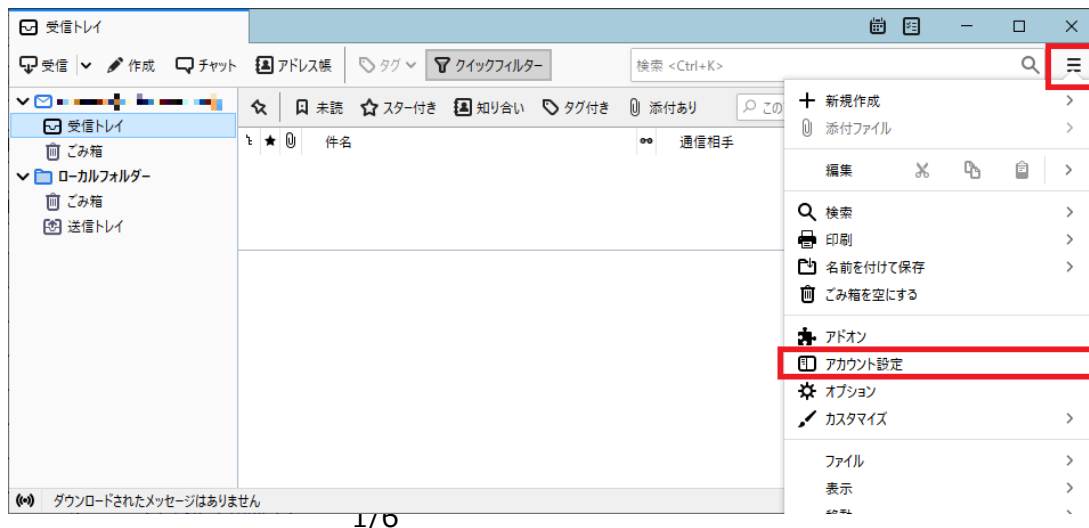 受信トレイ
受信 作成 チャット アドレス帳 タグ クイックフィルター 検索 <Ctrl+K>
未読 スター付き 知り合い タグ付き 添付あり この
受信トレイ
ごみ箱
ローカルフォルダー
ごみ箱
送信トレイ
件名 通信相手
新規作成
添付ファイル
編集
検索
印刷
名前を付けて保存
ごみ箱を空にする
アドオン
アカウント設定
オプション
カスタマイズ
ファイル
表示
ダウンロードされたメッセージはありません
1/6